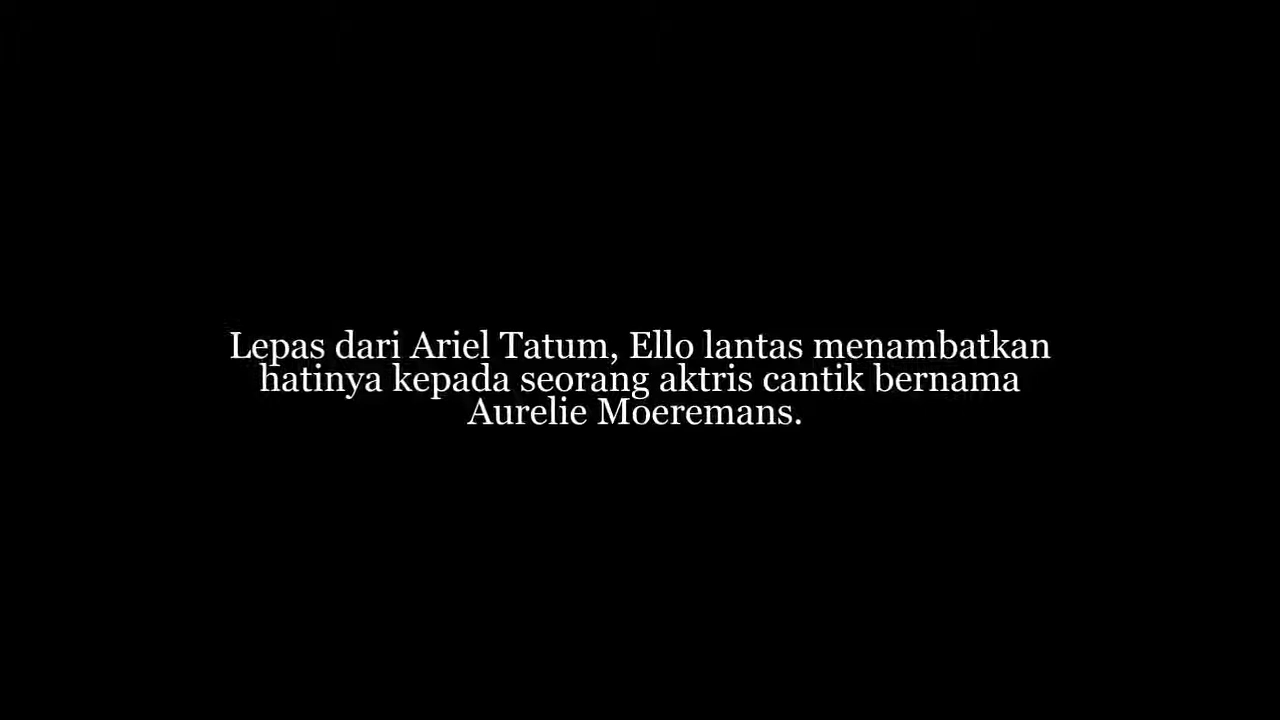 Lepas dari Ariel Tatum, Ello lantas menambatkan
hatinya kepada seorang aktris cantik bernama
Aurelie Moeremans.